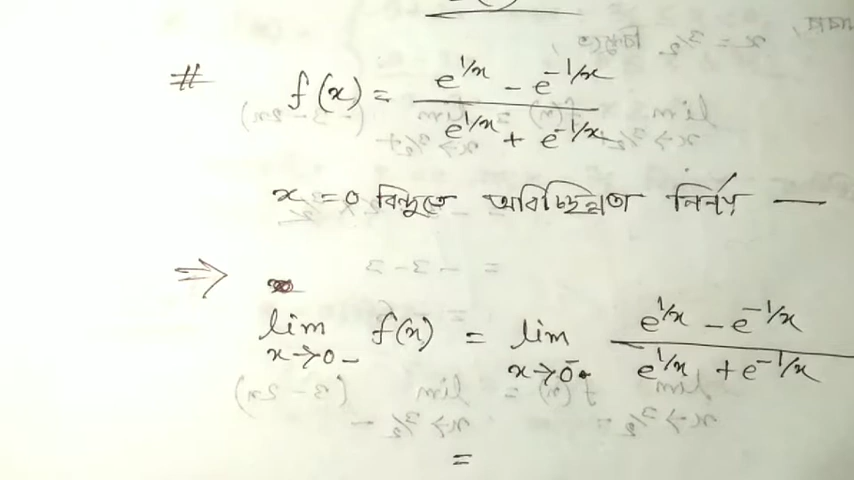 # f(x) = (e^{1/x} - e^{-1/x}) / (e^{1/x} + e^{-1/x})
x = 0 বিন্দুতে অবিচ্ছিন্নতা নির্ণয় —
⇒ lim_{x→0-} f(x) = lim_{x→0-} (e^{1/x} - e^{-1/x}) / (e^{1/x} + e^{-1/x})
=